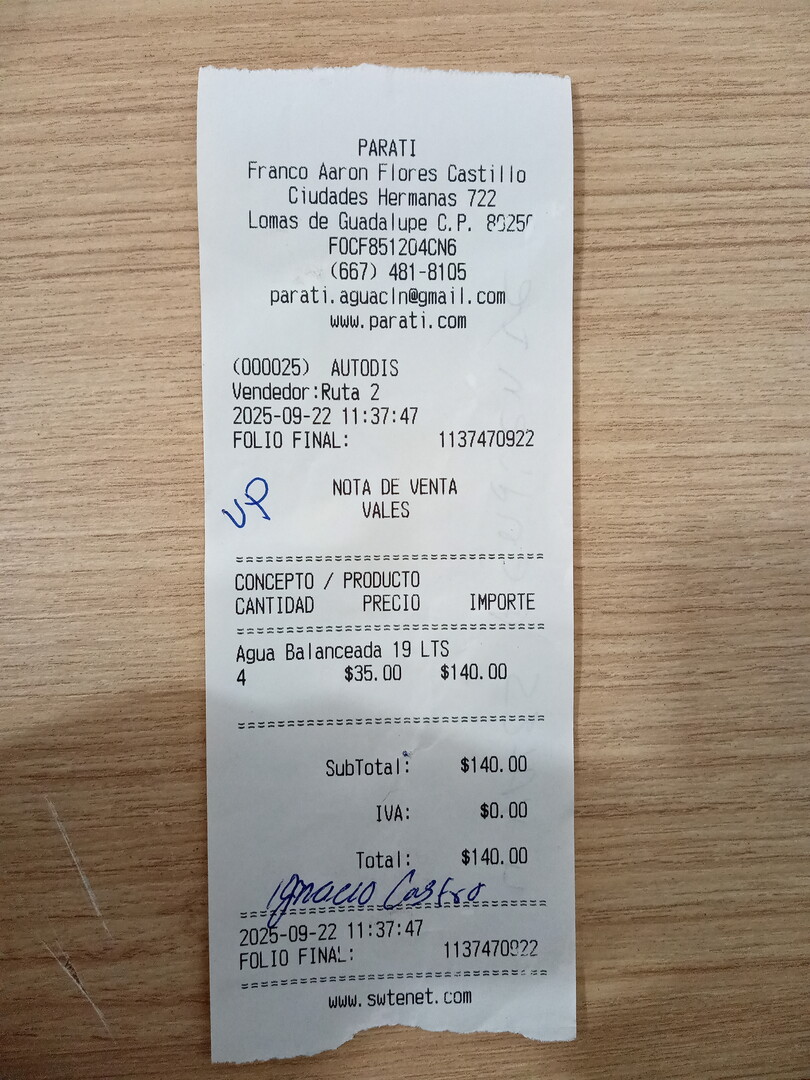 PARATI
Franco Aaron Flores Castillo
Ciudades Hermanas 722
Lomas de Guadalupe C.P. 80250
FOCF851204CN6
(667) 481-8105
parati.aguacln@gmail.com
www.parati.com
(000025) AUTODIS
Vendedor:Ruta 2
2025-09-22 11:37:47
FOLIO FINAL: 1137470922
NOTA DE VENTA
VALES
VP
CONCEPTO / PRODUCTO
CANTIDAD PRECIO IMPORTE
Agua Balanceada 19 LTS
4 $35.00 $140.00
SubTotal: $140.00
IVA: $0.00
Total: $140.00
Ignacio Castro
2025-09-22 11:37:47
FOLIO FINAL: 1137470922
www.swtenet.com